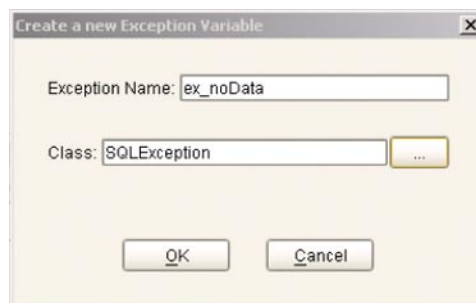 Create a new Exception Variable
Exception Name: ex_noData
Class: SQLException ...
OK Cancel